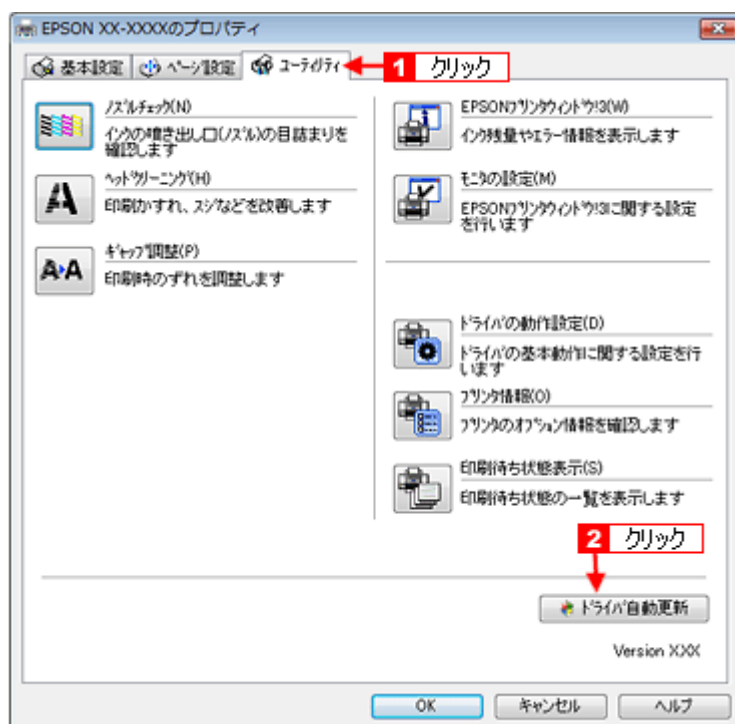 EPSON XX-XXXXのプロパティ
基本設定 ページ設定 ユーティリティ 1 クリック
ノズルチェック(N)
インクの噴き出し口(ノズル)の目詰まりを
確認します
ヘッドクリーニング(H)
印刷かすれ、スジなどを改善します
ギャップ調整(P)
印刷時のずれを調整します
EPSONプリンタウィンドウ!3(W)
インク残量やエラー情報を表示します
モニタの設定(M)
EPSONプリンタウィンドウ!3に関する設定
を行います
ドライバの動作設定(D)
ドライバの基本動作に関する設定を行
います
プリンタ情報(O)
プリンタのオプション情報を確認します
印刷待ち状態表示(S)
印刷待ち状態の一覧を表示します
2 クリック
ドライバ自動更新
Version X.XX
OK キャンセル ヘルプ